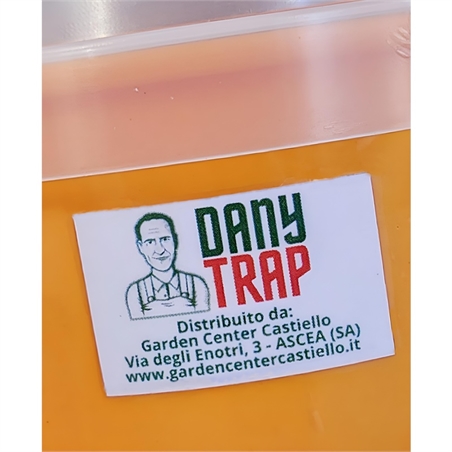 DANY
TRAP
Distribuito da:
Garden Center Castiello
Via degli Enotri, 3 - ASCEA (SA)
www.gardencentercastiello.it